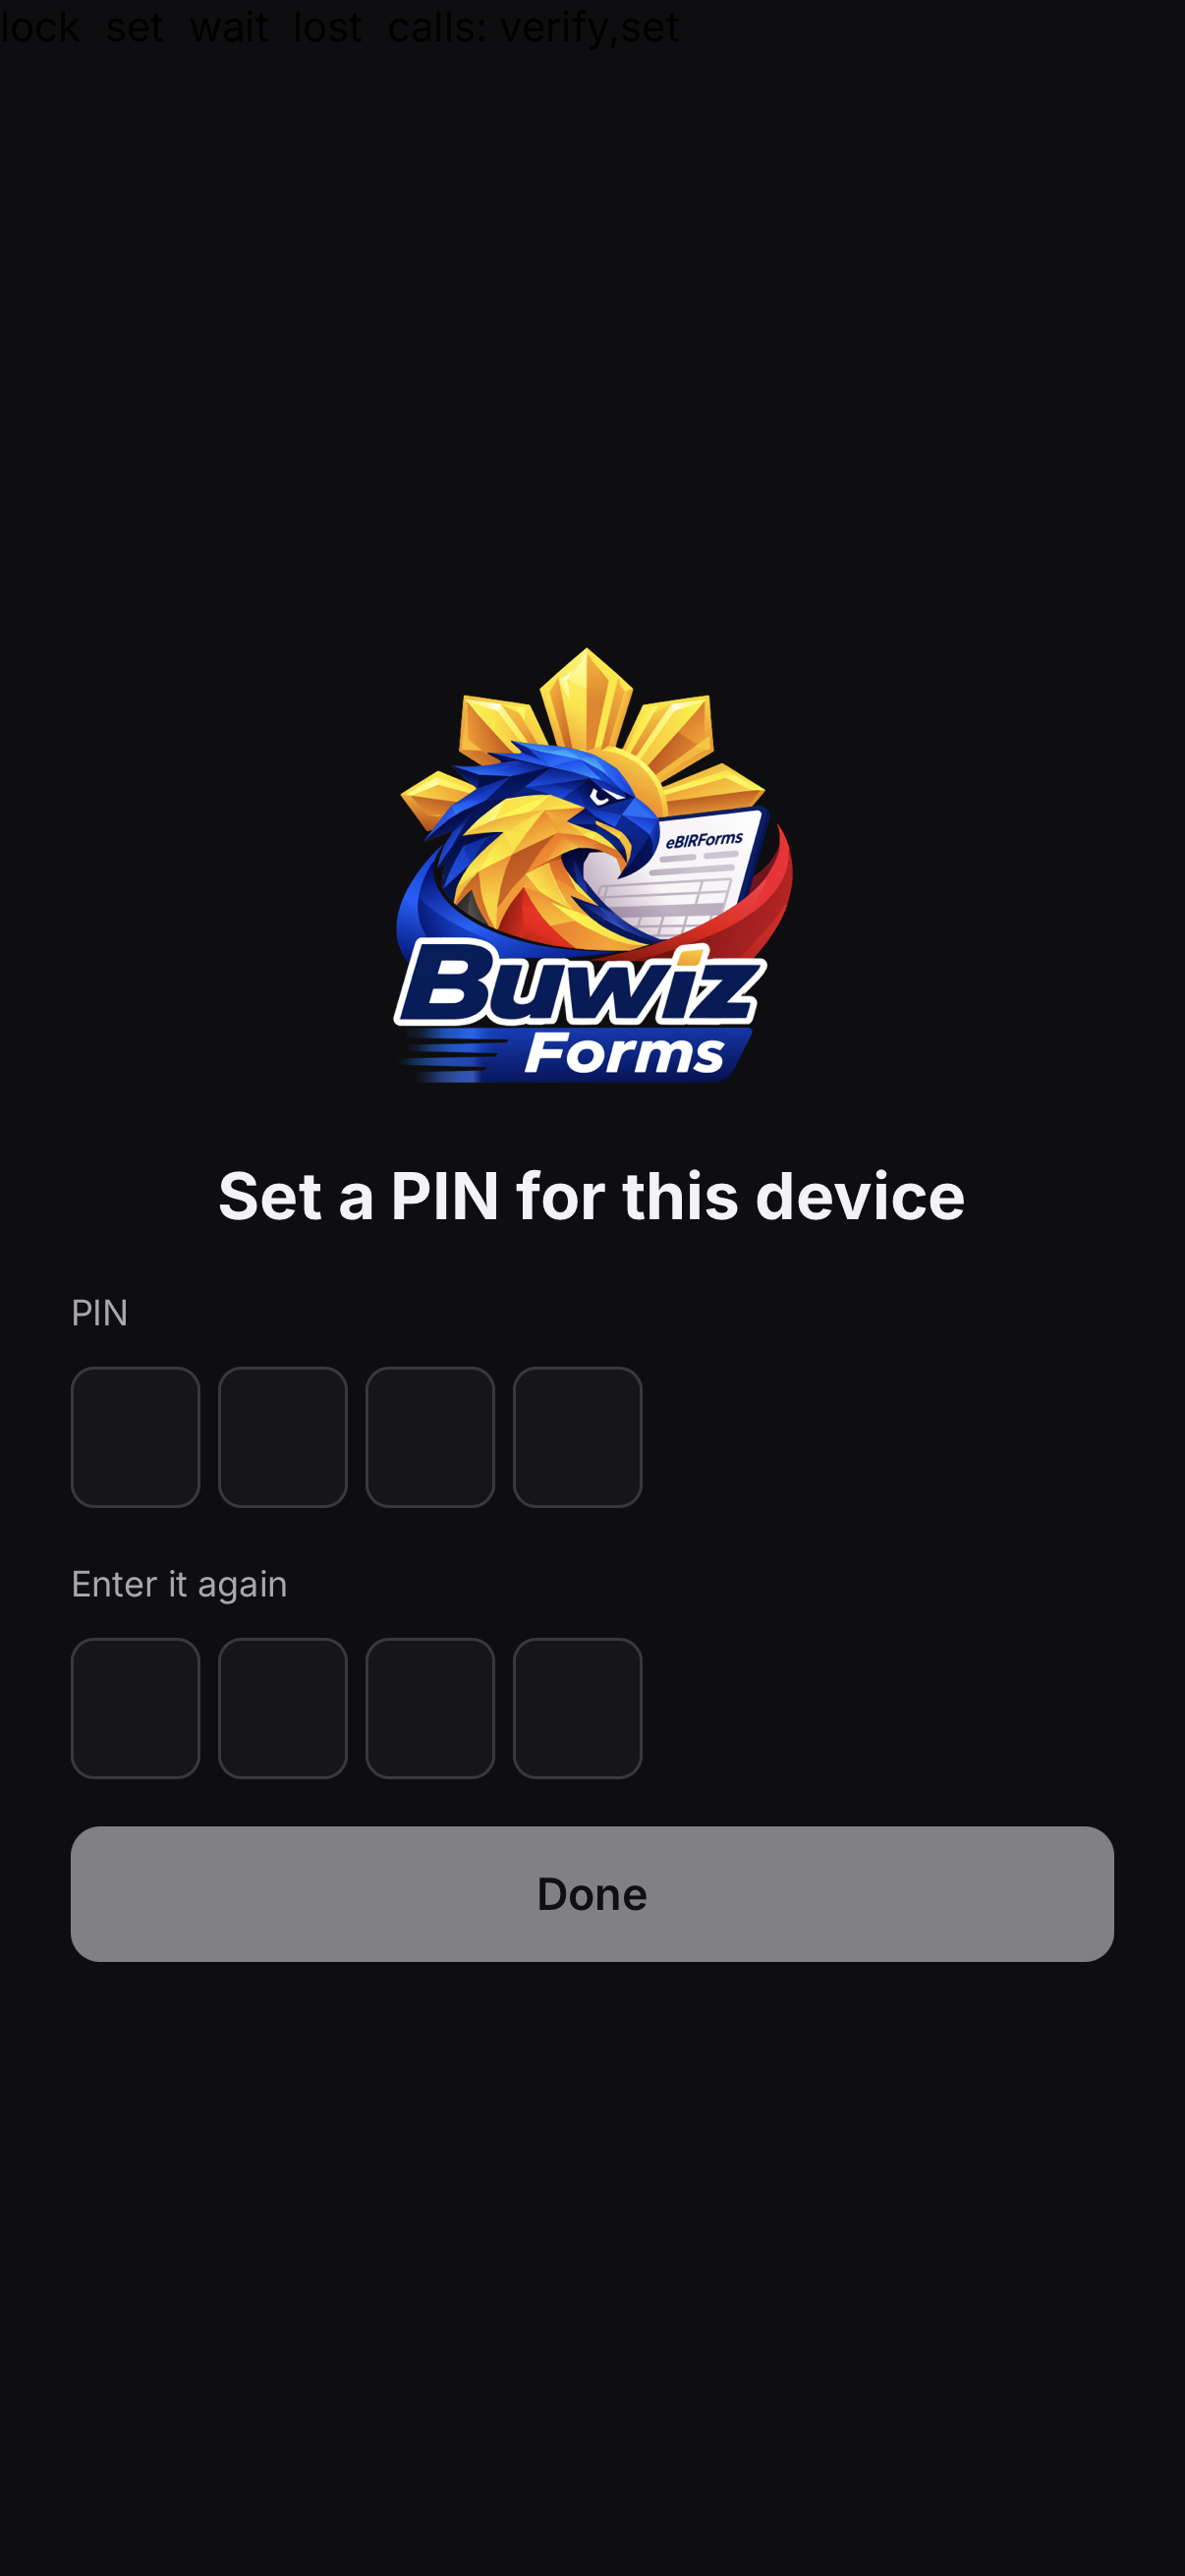 lock set wait lost calls: verify,set
eBIRForms
Buwiz
Forms
Set a PIN for this device
PIN
Enter it again
Done